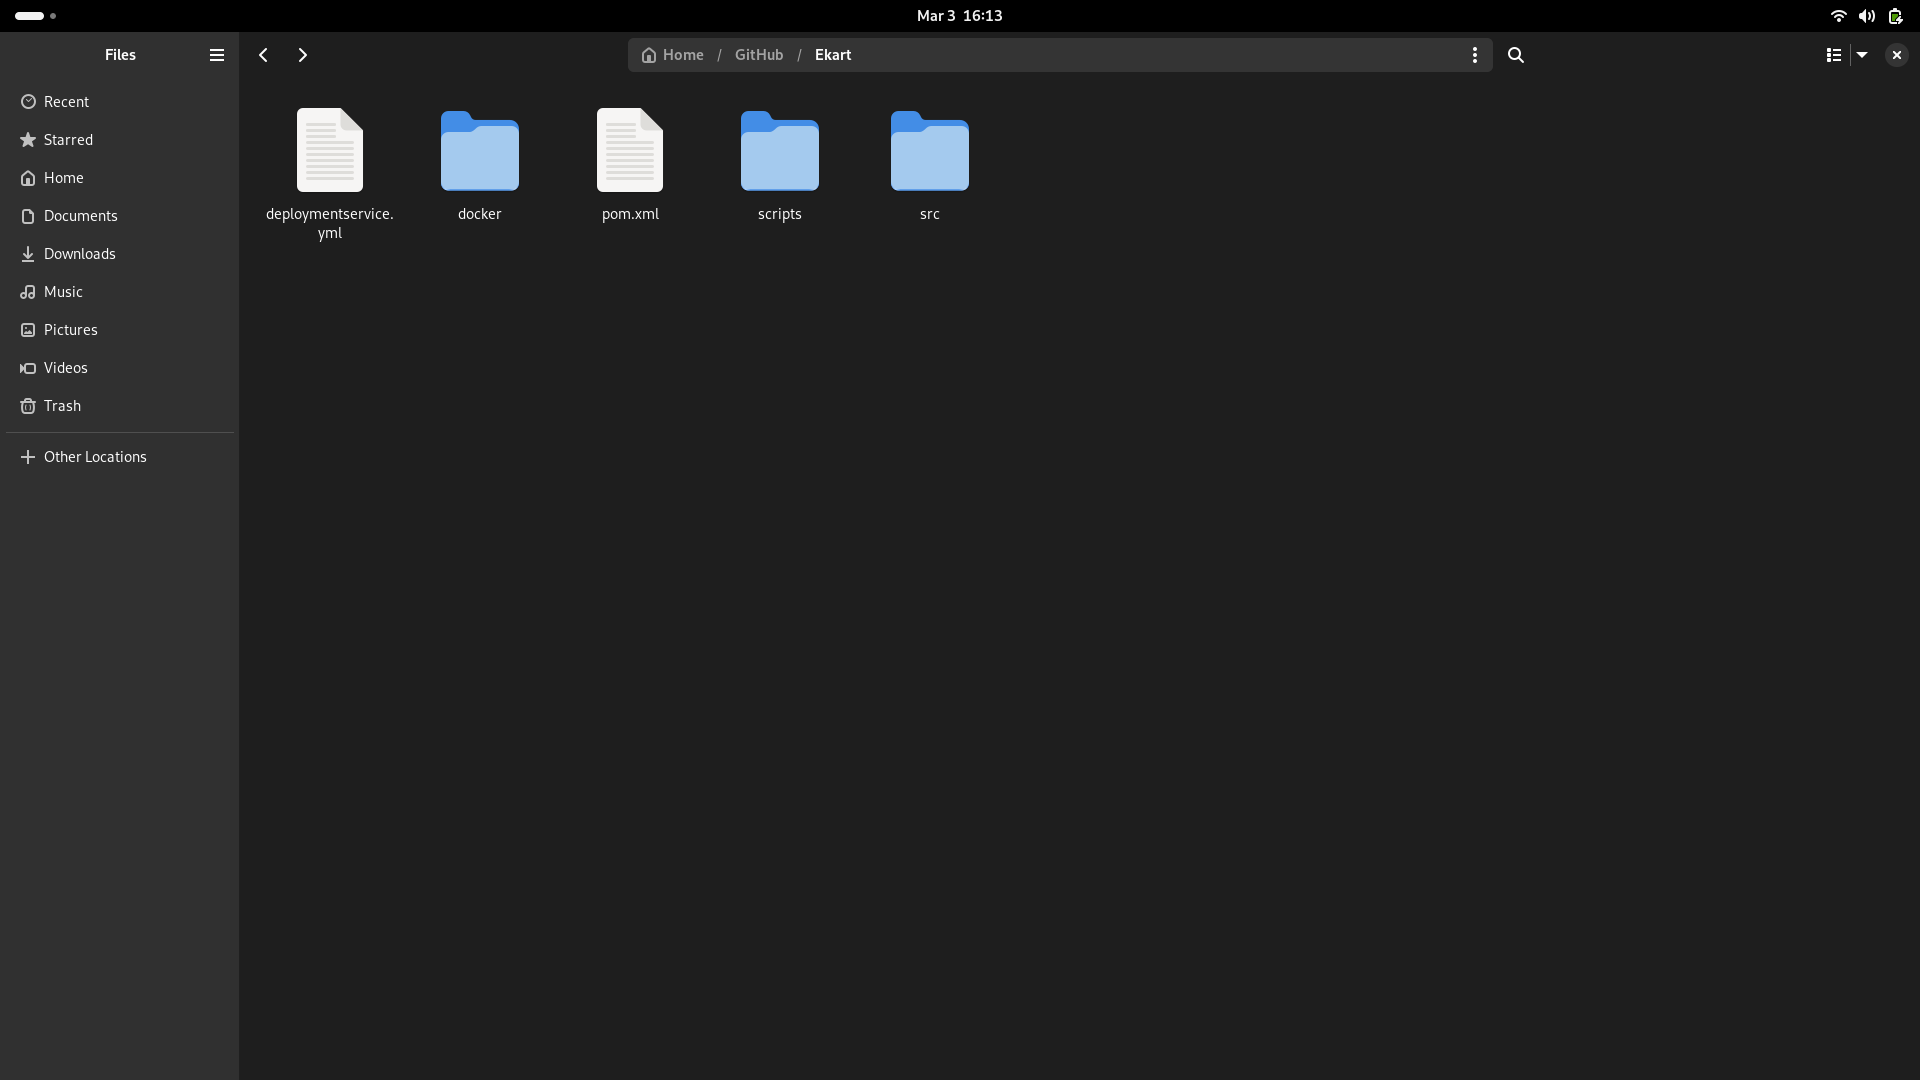 Mar 3 16:13
Files
Home / GitHub / Ekart
Recent
Starred
Home
Documents
Downloads
Music
Pictures
Videos
Trash
Other Locations
deploymentservice.
yml
docker
pom.xml
scripts
src